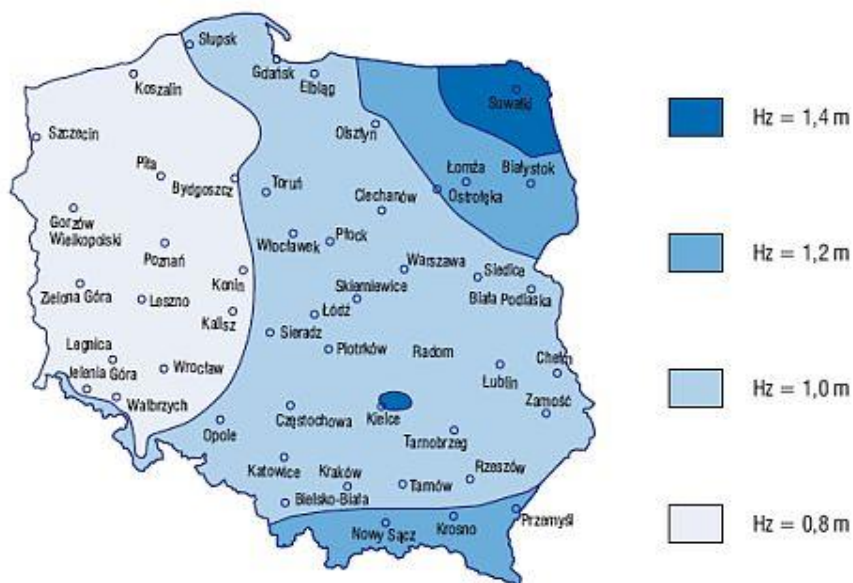 Słupsk
Gdańsk
Elbląg
Koszalin
Suwałki
Hz = 1,4 m
Szczecin
Olsztyn
Piła
Bydgoszcz
Toruń
Łomża
Białystok
Ostrołęka
Ciechanów
Gorzów
Wielkopolski
Włocławek
Płock
Poznań
Hz = 1,2 m
Konin
Warszawa
Siedlce
Zielona Góra
Leszno
Skierniewice
Biała Podlaska
Kalisz
Łódź
Sieradz
Legnica
Piotrków
Radom
Chełm
Jelenia Góra
Wrocław
Lublin
Hz = 1,0 m
Wałbrzych
Zamość
Opole
Częstochowa
Kielce
Tarnobrzeg
Katowice
Kraków
Rzeszów
Tarnów
Bielsko-Biała
Przemyśl
Nowy Sącz
Krosno
Hz = 0,8 m